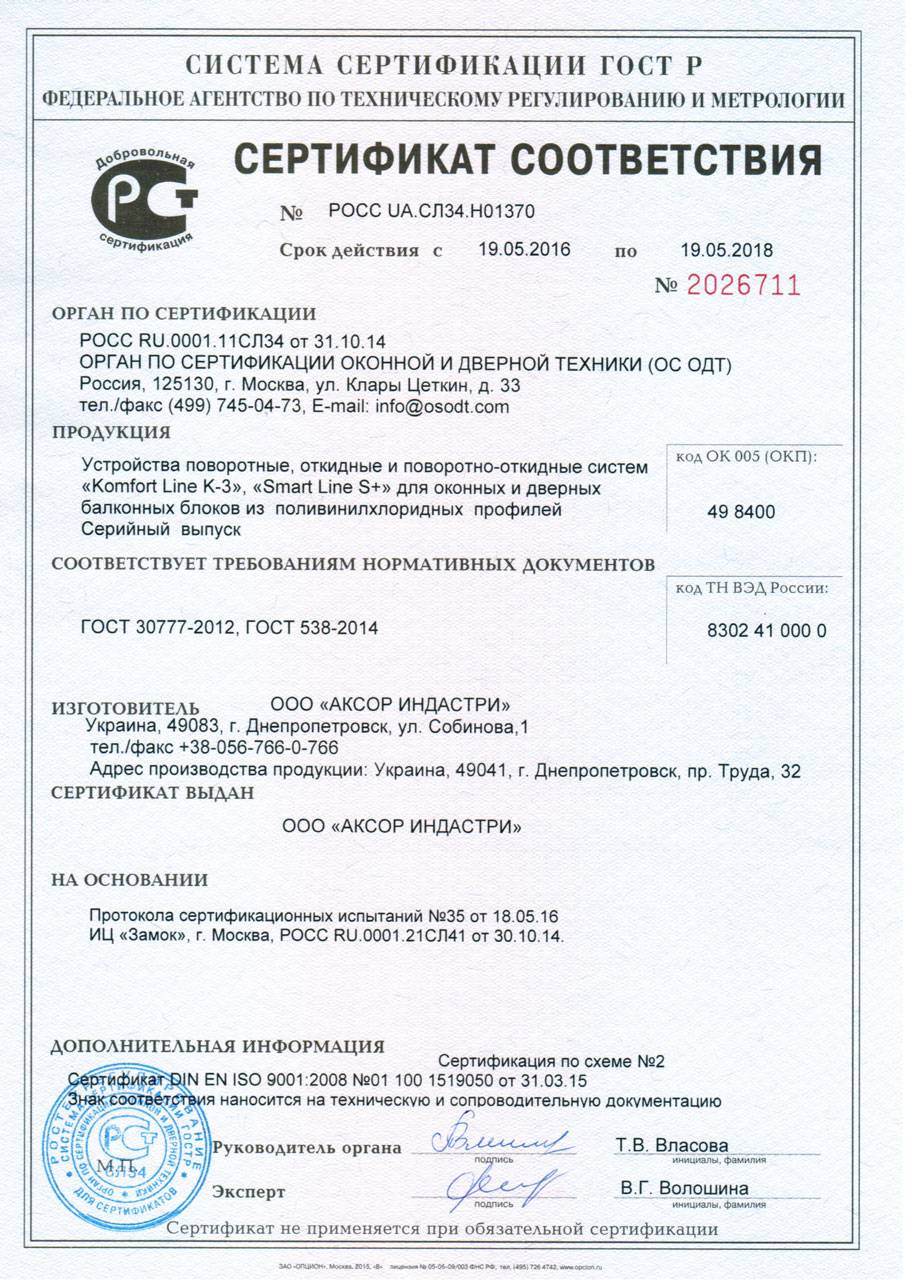 СИСТЕМА СЕРТИФИКАЦИИ ГОСТ Р
ФЕДЕРАЛЬНОЕ АГЕНТСТВО ПО ТЕХНИЧЕСКОМУ РЕГУЛИРОВАНИЮ И МЕТРОЛОГИИ
Добровольная
РСТ
сертификация
СЕРТИФИКАТ СООТВЕТСТВИЯ
№ РОСС UA.СЛ34.Н01370
Срок действия с 19.05.2016 по 19.05.2018
№ 2026711
ОРГАН ПО СЕРТИФИКАЦИИ
РОСС RU.0001.11СЛ34 от 31.10.14
ОРГАН ПО СЕРТИФИКАЦИИ ОКОННОЙ И ДВЕРНОЙ ТЕХНИКИ (ОС ОДТ)
Россия, 125130, г. Москва, ул. Клары Цеткин, д. 33
тел./факс (499) 745-04-73, E-mail: info@osodt.com
ПРОДУКЦИЯ
Устройства поворотные, откидные и поворотно-откидные систем
«Komfort Line K-3», «Smart Line S+» для оконных и дверных
балконных блоков из поливинилхлоридных профилей
Серийный выпуск
код ОК 005 (ОКП):
49 8400
СООТВЕТСТВУЕТ ТРЕБОВАНИЯМ НОРМАТИВНЫХ ДОКУМЕНТОВ
ГОСТ 30777-2012, ГОСТ 538-2014
код ТН ВЭД России:
8302 41 000 0
ИЗГОТОВИТЕЛЬ ООО «АКСОР ИНДАСТРИ»
Украина, 49083, г. Днепропетровск, ул. Собинова,1
тел./факс +38-056-766-0-766
Адрес производства продукции: Украина, 49041, г. Днепропетровск, пр. Труда, 32
СЕРТИФИКАТ ВЫДАН
ООО «АКСОР ИНДАСТРИ»
НА ОСНОВАНИИ
Протокола сертификационных испытаний №35 от 18.05.16
ИЦ «Замок», г. Москва, РОСС RU.0001.21СЛ41 от 30.10.14.
ДОПОЛНИТЕЛЬНАЯ ИНФОРМАЦИЯ
Сертификация по схеме №2
Сертификат DIN EN ISO 9001:2008 №01 100 1519050 от 31.03.15
Знак соответствия наносится на техническую и сопроводительную документацию
Руководитель органа
подпись
Т.В. Власова
инициалы, фамилия
М.П.
СЛ34
ДЛЯ СЕРТИФИКАТОВ
Эксперт
подпись
В.Г. Волошина
инициалы, фамилия
Сертификат не применяется при обязательной сертификации
ЗАО «ОПЦИОН», Москва, 2015, «В» лицензия № 05-05-09/003 ФНС РФ, тел. (495) 726 4742, www.opcion.ru